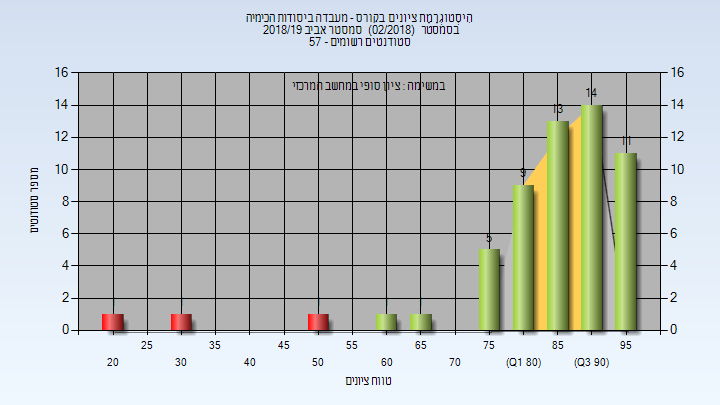 היסטוגרמת ציונים בקורס - מעבדה ביסודות הכימיה
בסמסטר (02/2018) סמסטר אביב 2018/19
סטודנטים רשומים - 57
במשימה : ציון סופי במחשב המרכזי
16 16
14 14
12 12
10 10
8 8
6 6
4 4
2 2
0 0
5 9 13 14 11
מספר סטודנטים
25 35 45 55 65 75 85 95
20 30 40 50 60 70 (Q1 80) (Q3 90)
טווח ציונים